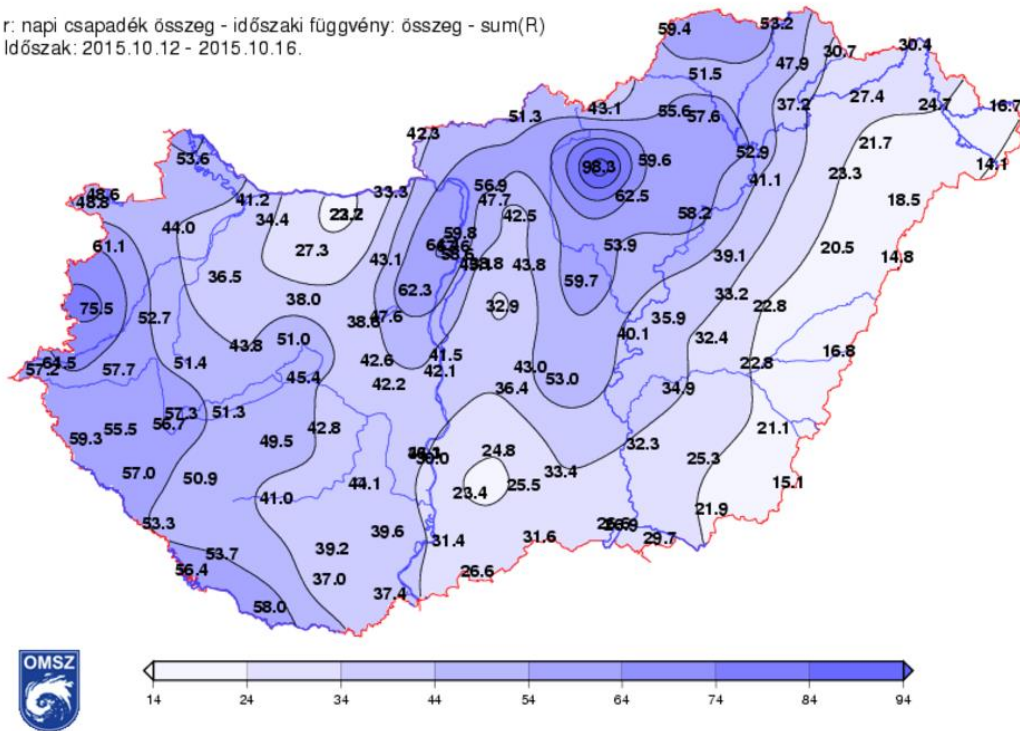 r: napi csapadék összeg - időszaki függvény: összeg - sum(R)
Időszak: 2015.10.12 - 2015.10.16.
59.4 53.2
30.7 30.4
47.9
51.5
27.4
43.1 37.2 24.7 16.7
51.3 55.6 57.6
42.3
21.7
53.6 52.9
98.3 59.6 14.1
23.3
41.1
48.6 56.9
48.8 41.2 33.3 47.7 62.5 18.5
34.4 42.5 58.2
44.0 59.8
61.1 27.3 53.9 20.5
43.1 43.8 39.1 14.8
36.5 59.7
62.3 33.2
75.5 38.0 32.9 22.8
52.7 38.6 47.6 35.9
40.1 32.4
43.8 51.0
51.4 42.6 41.5 16.8
57.2 57.7 42.1 43.0 22.8
45.4 42.2 53.0
36.4 34.9
57.3 51.3
59.3 55.5 56.7 42.8 21.1
49.5 32.3
24.8 25.3
57.0 50.9 33.4
44.1 25.5 15.1
41.0 23.4
21.9
53.3 39.6
31.4 31.6 29.7
53.7 39.2
56.4 37.0 26.6
58.0 37.4
OMSZ
14 24 34 44 54 64 74 84 94